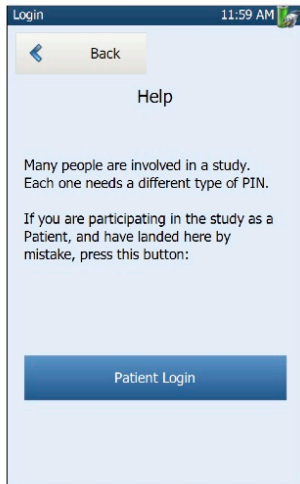 Login 11:59 AM
Back
Help
Many people are involved in a study.
Each one needs a different type of PIN.
If you are participating in the study as a
Patient, and have landed here by
mistake, press this button:
Patient Login